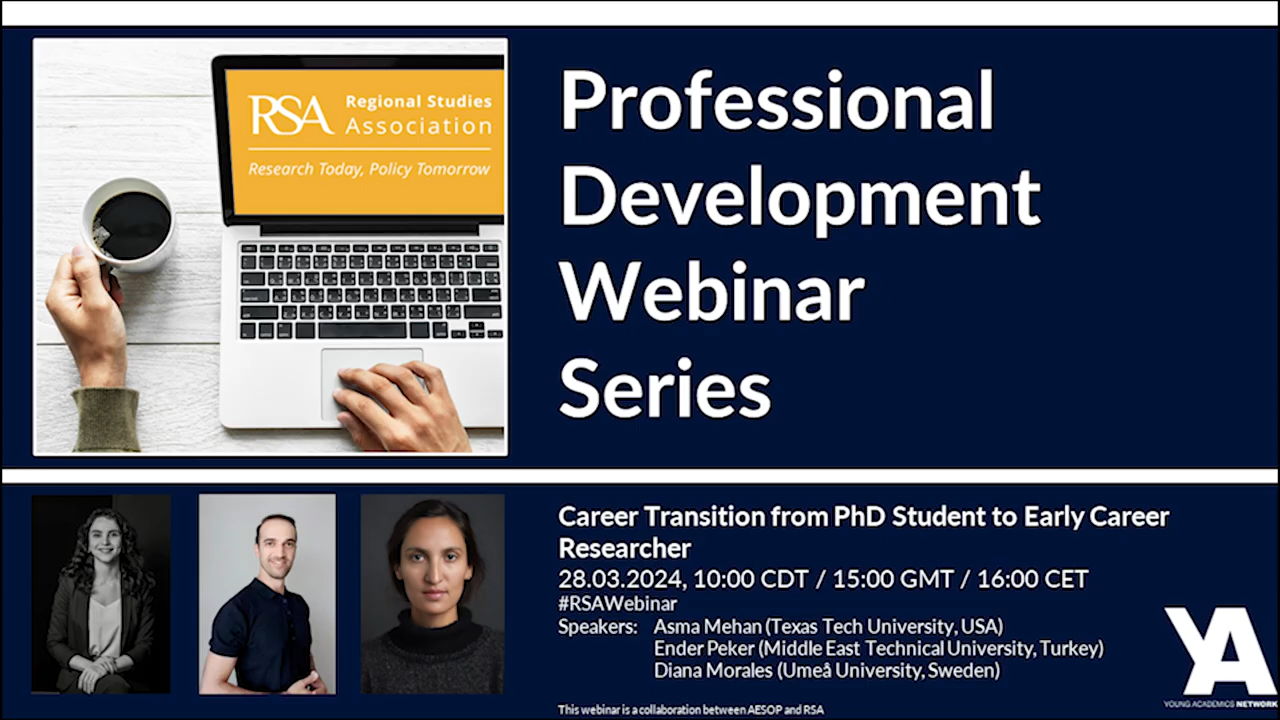 RSA Regional Studies
Association
Research Today, Policy Tomorrow
Professional
Development
Webinar
Series
Career Transition from PhD Student to Early Career
Researcher
28.03.2024, 10:00 CDT / 15:00 GMT / 16:00 CET
#RSAWebinar
Speakers: Asma Mehan (Texas Tech University, USA)
Ender Peker (Middle East Technical University, Turkey)
Diana Morales (Umeå University, Sweden)
This webinar is a collaboration between AESOP and RSA
YA
YOUNG ACADEMICS NETWORK